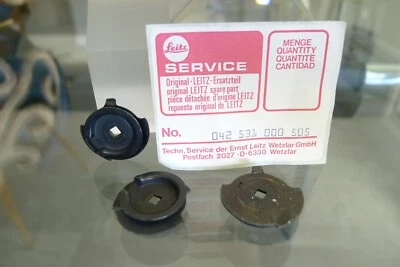 Leitz
SERVICE
Original-LEITZ-Ersatzteil
original LEITZ spare part
pièce détachée d'origine LEITZ
repuesto original de LEITZ
MENGE
QUANTITY
QUANTITE
CANTIDAD
No. 042 531 000 505
Techn. Service der Ernst Leitz Wetzlar GmbH
Postfach 2027 - D-6330 Wetzlar